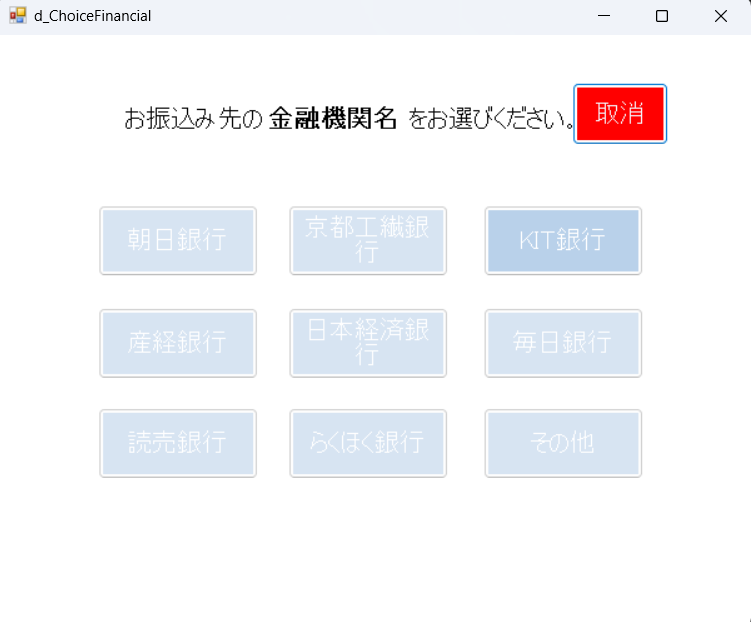 d_ChoiceFinancial
お振込み先の 金融機関名 をお選びください。
取消
朝日銀行
京都工繊銀
行
KIT銀行
産経銀行
日本経済銀
行
毎日銀行
読売銀行
らくほく銀行
その他